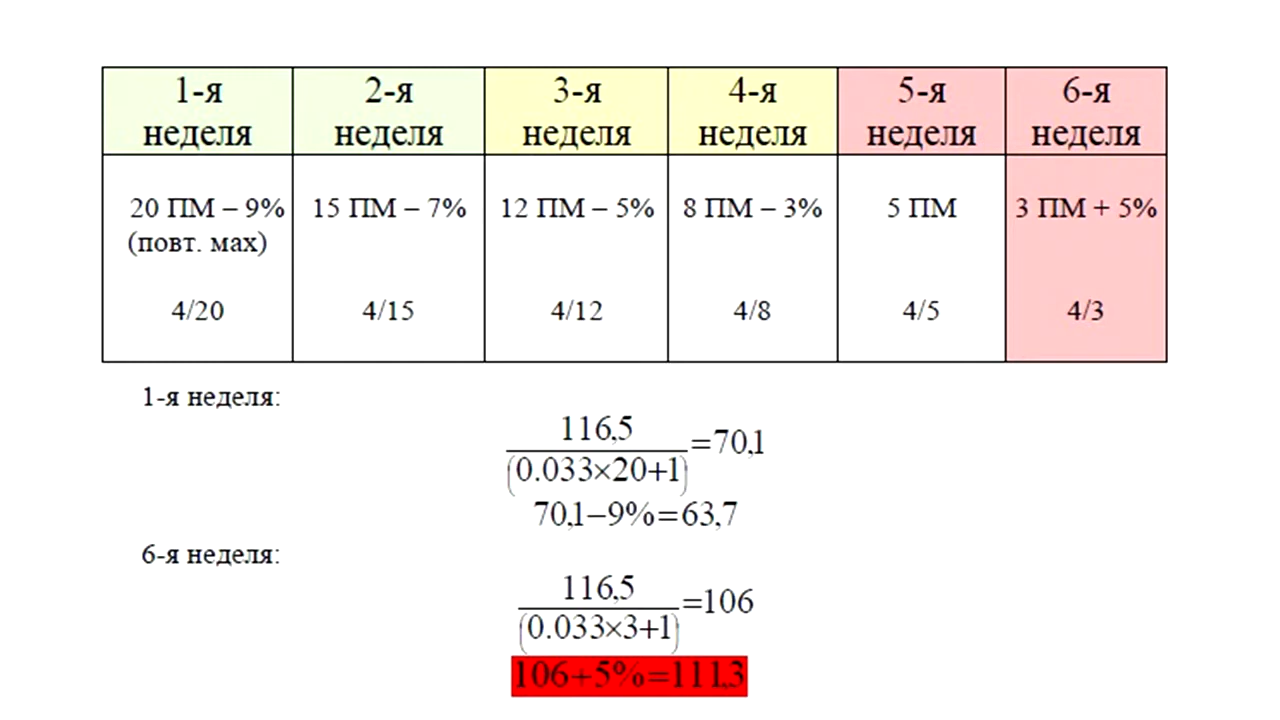 1-я неделя
2-я неделя
3-я неделя
4-я неделя
5-я неделя
6-я неделя
20 ПМ – 9%
(повт. мах)
15 ПМ – 7%
12 ПМ – 5%
8 ПМ – 3%
5 ПМ
3 ПМ + 5%
4/20
4/15
4/12
4/8
4/5
4/3
1-я неделя:
116,5
(0.033×20+1)
=70,1
70,1−9%=63,7
6-я неделя:
116,5
(0.033×3+1)
=106
106+5%=111,3